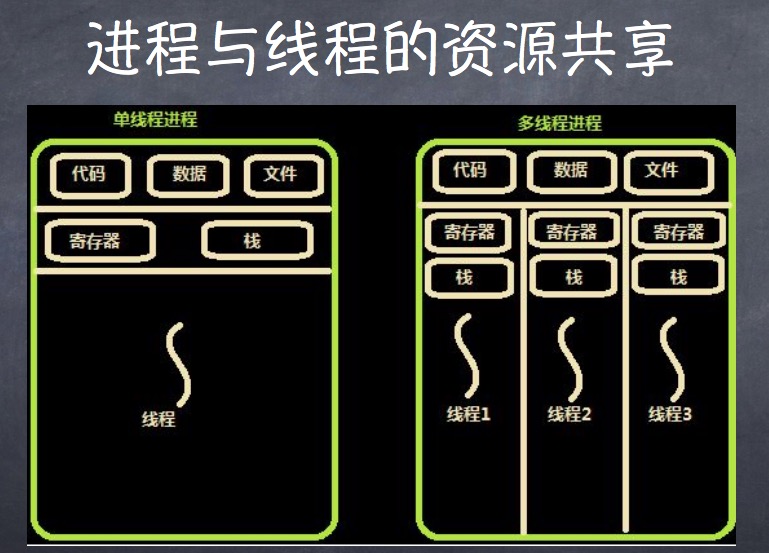 进程与线程的资源共享
单线程进程
代码 数据 文件
寄存器 栈
线程
多线程进程
代码 数据 文件
寄存器 寄存器 寄存器
栈 栈 栈
线程1 线程2 线程3